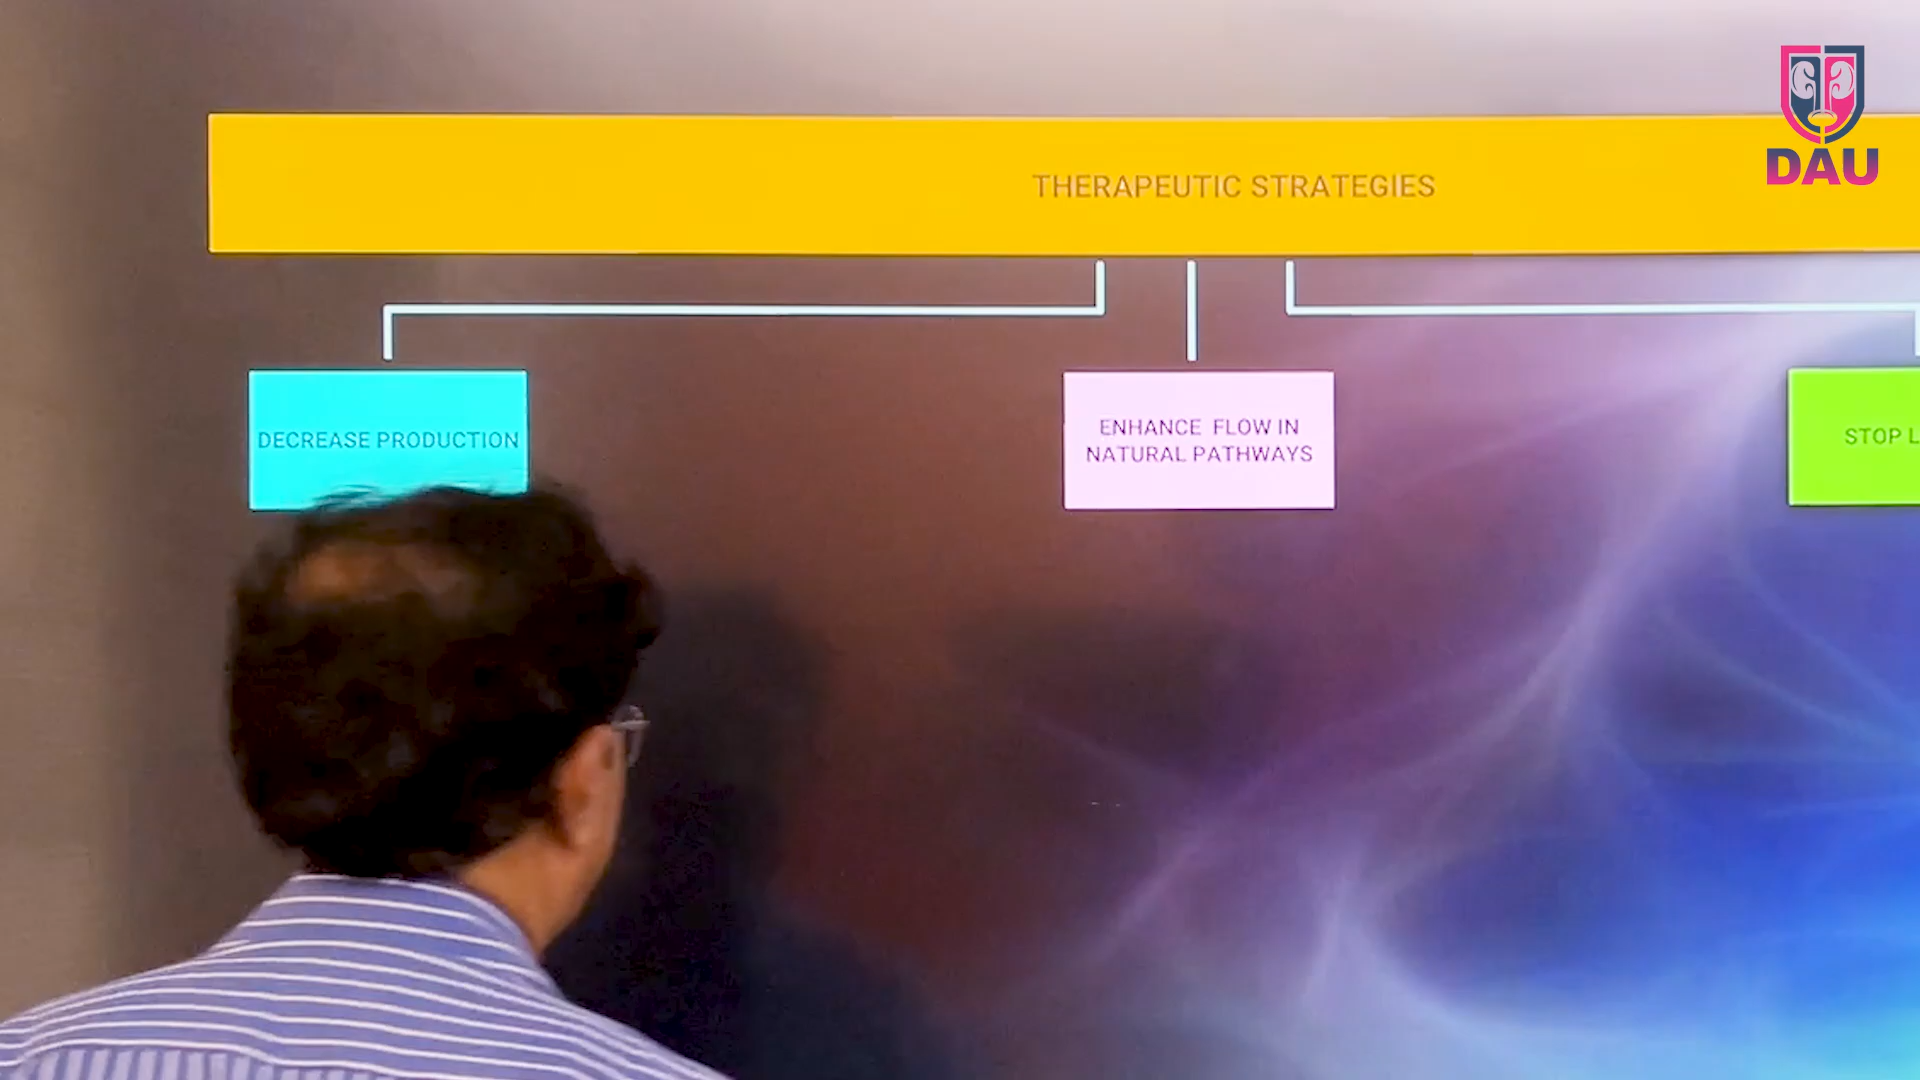 DAU
THERAPEUTIC STRATEGIES
DECREASE PRODUCTION
ENHANCE FLOW IN
NATURAL PATHWAYS
STOP